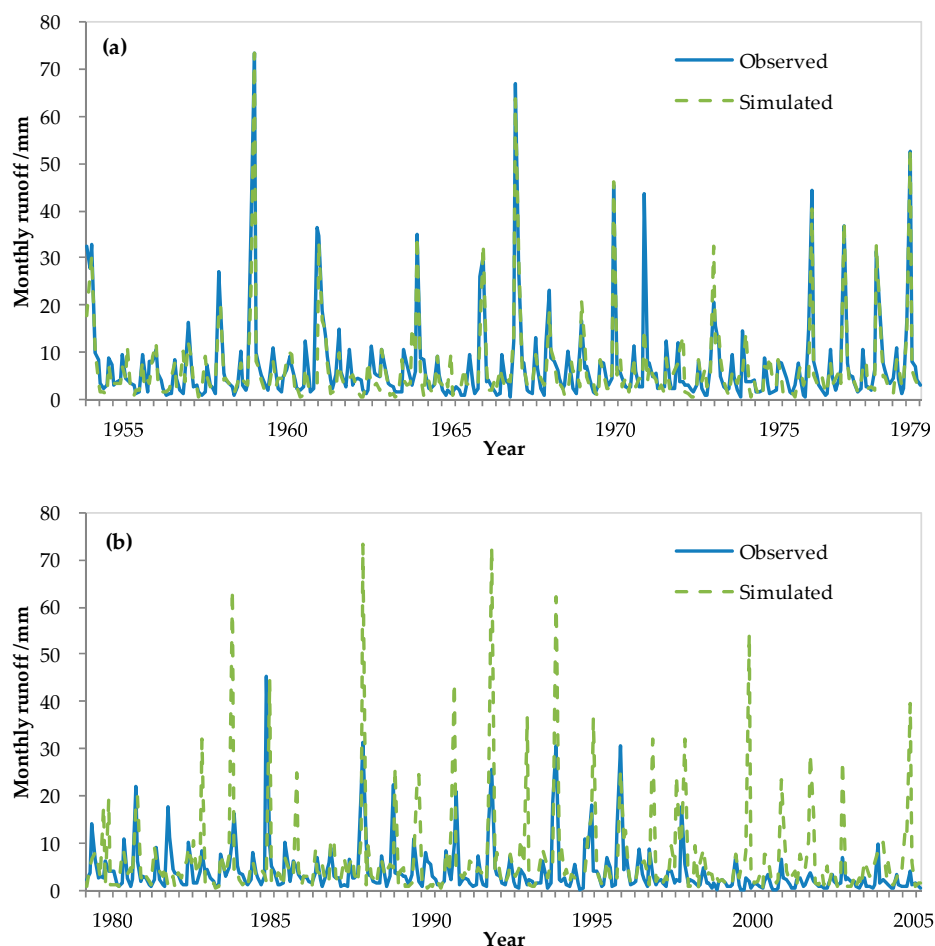 80
(a)
Observed
Simulated
70
60
50
40
30
20
10
0
Monthly runoff /mm
1955 1960 1965 1970 1975 1979
Year
80
(b)
Observed
Simulated
70
60
50
40
30
20
10
0
Monthly runoff /mm
1980 1985 1990 1995 2000 2005
Year